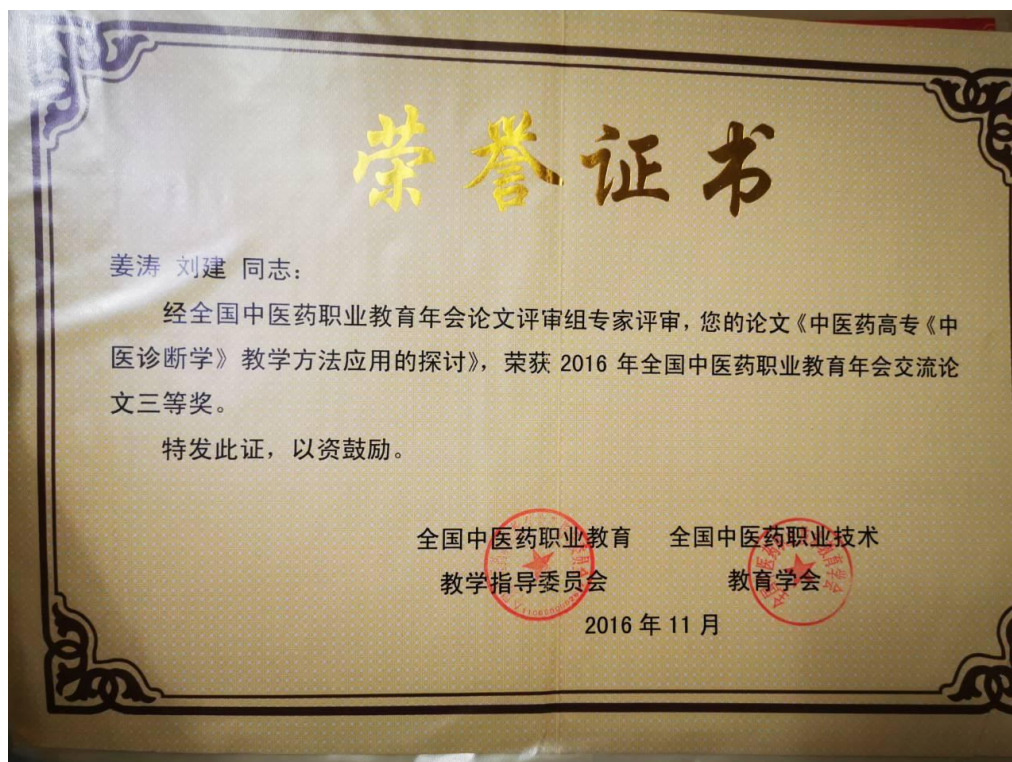 荣誉证书
姜涛 刘建 同志：
经全国中医药职业教育年会论文评审组专家评审，您的论文《中医药高专《中
医诊断学》教学方法应用的探讨》，荣获 2016 年全国中医药职业教育年会交流论
文三等奖。
特发此证，以资鼓励。
全国中医药职业教育 全国中医药职业技术
教学指导委员会 教育学会
2016 年 11 月